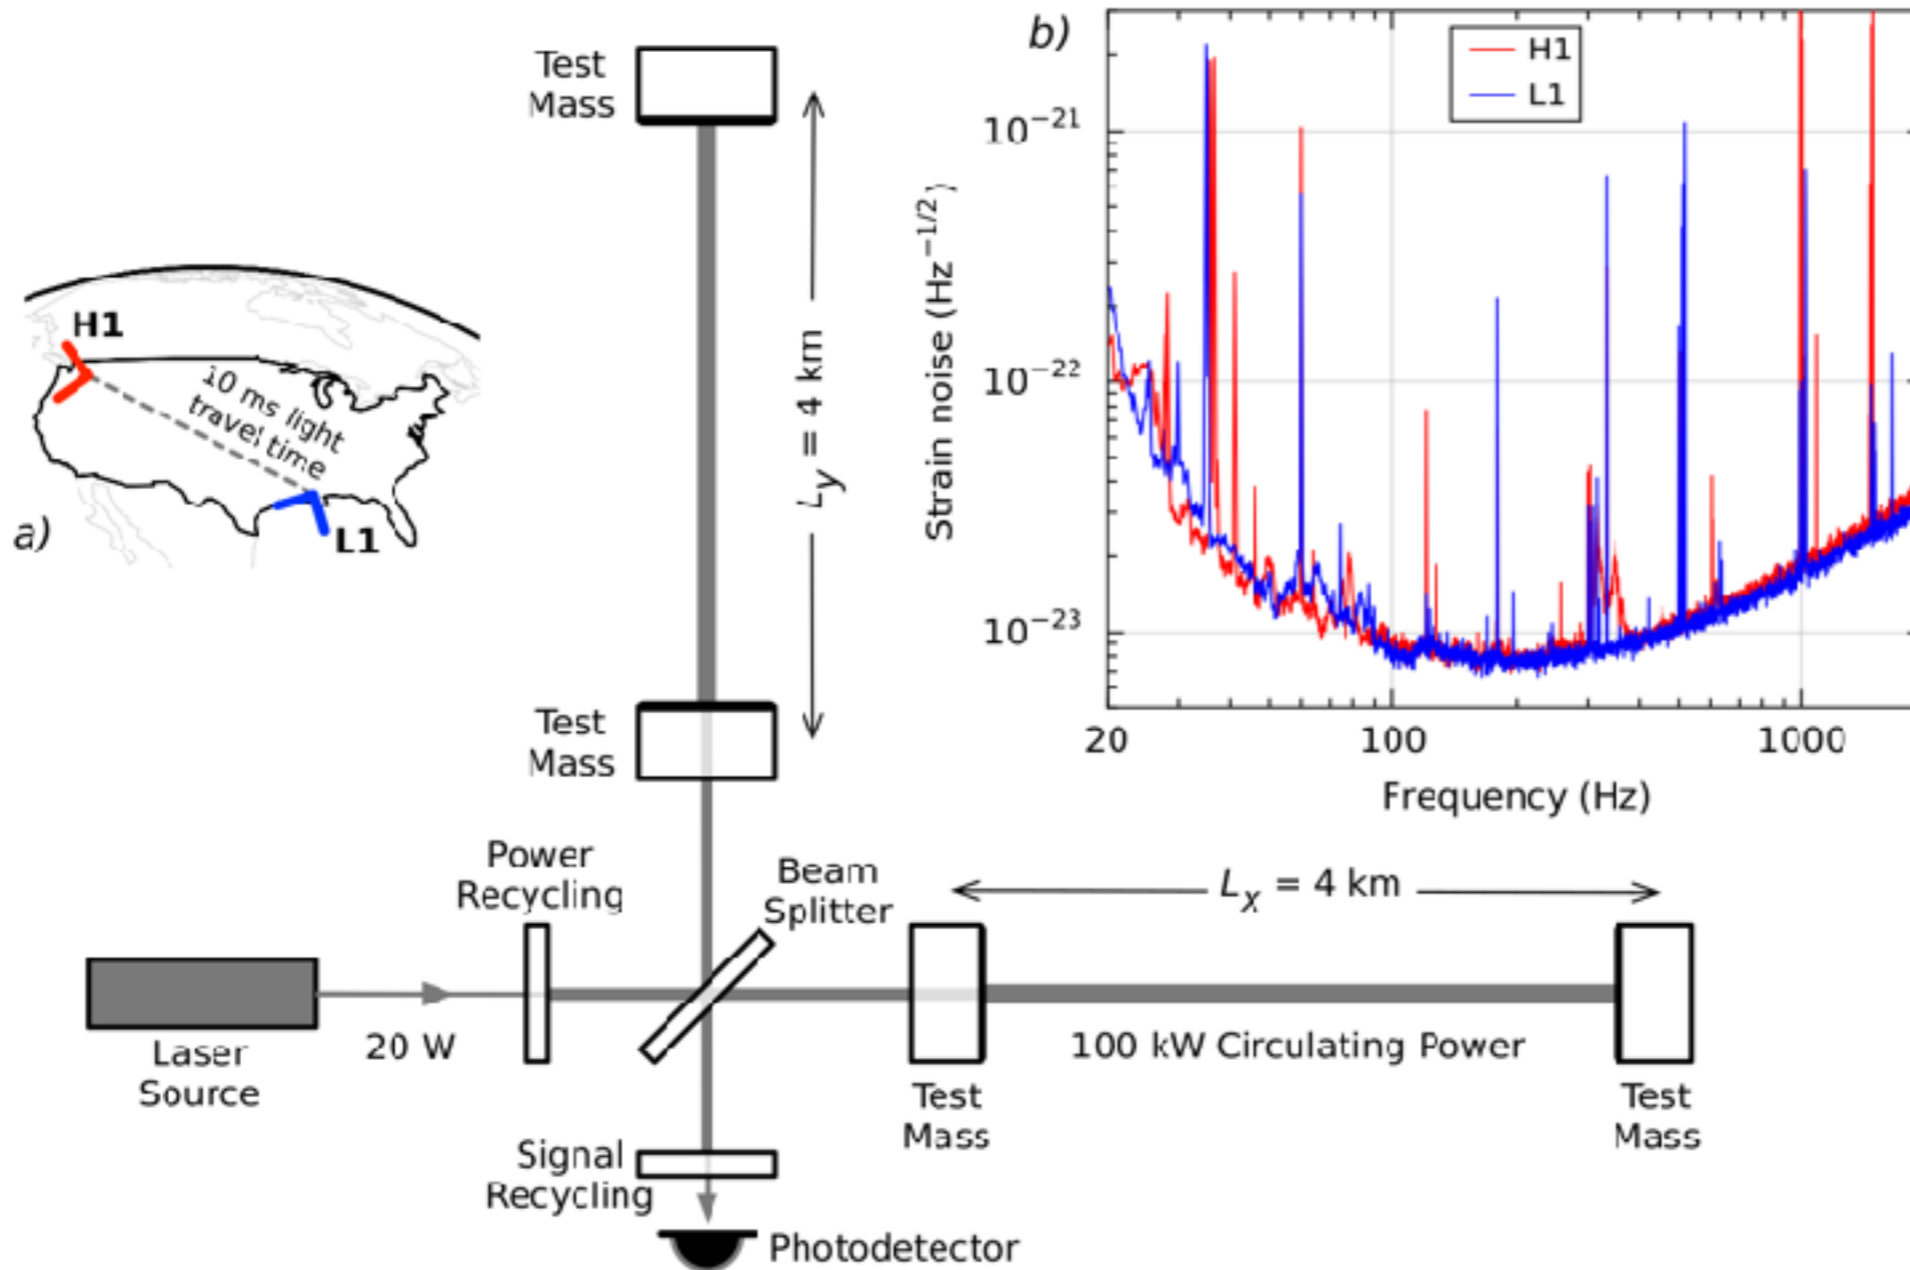 a)
H1
10 ms light
travel time
L1
Test
Mass
L_y = 4 km
Test
Mass
b)
H1
L1
Strain noise (Hz^{-1/2})
10^{-21}
10^{-22}
10^{-23}
20
100
1000
Frequency (Hz)
Power
Recycling
Beam
Splitter
L_x = 4 km
Laser
Source
20 W
100 kW Circulating Power
Test
Mass
Test
Mass
Signal
Recycling
Photodetector